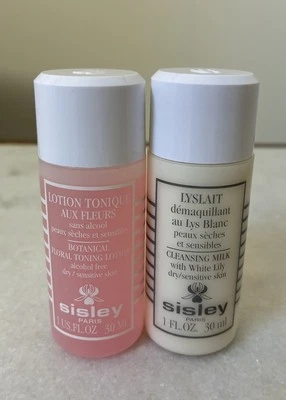 LOTION TONIQUE
AUX FLEURS
sans alcool
peaux sèches et sensibles
BOTANICAL
FLORAL TONING LOTION
alcohol free
dry/sensitive skin
sisley
PARIS
1 US.FL.OZ 30 Ml
LYSLAIT
démaquillant
au Lys Blanc
peaux sèches
et sensibles
CLEANSING MILK
with White Lily
dry/sensitive skin
sisley
PARIS
1 FL.OZ. 30 ml